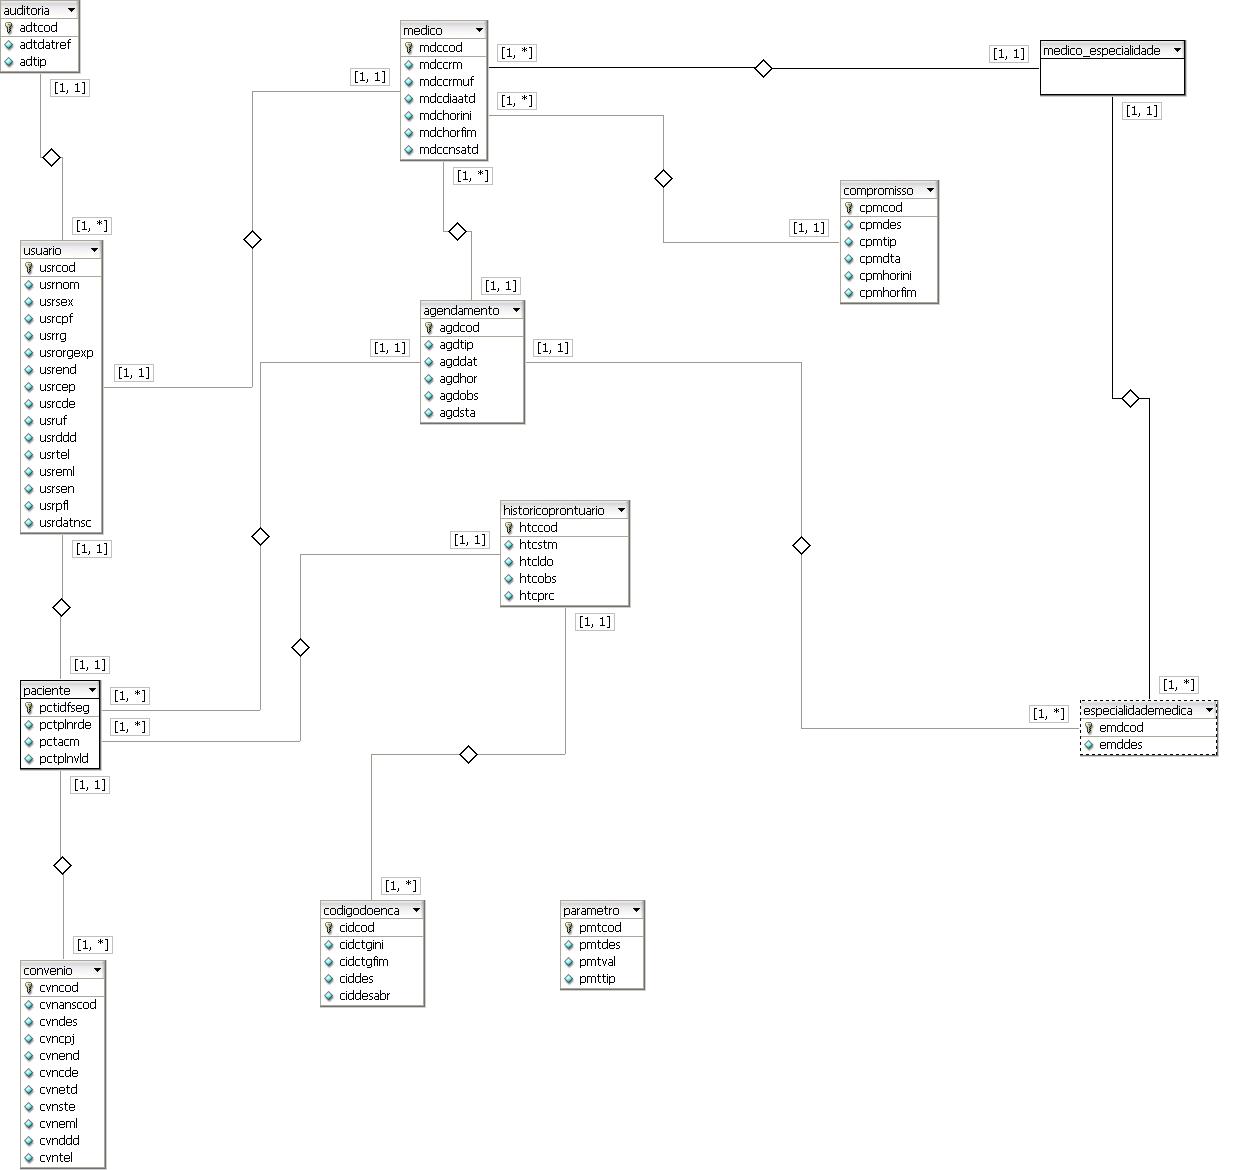 auditoria
adtcod
adtdatref
adtip
[1, 1]
[1, *]
usuario
usrcod
usrnom
usrsex
usrcpf
usrrg
usrorgexp
usrend
usrcep
usrcde
usruf
usrddd
usrtel
usreml
usrsen
usrpfl
usrdatnsc
[1, 1]
[1, 1]
[1, 1]
medico
mdccod
mdccrm
mdccrmuf
mdcdiaatd
mdchorini
mdchorfim
mdccnsatd
[1, *]
[1, 1]
medico_especialidade
[1, 1]
[1, *]
[1, 1]
compromisso
cpmcod
cpmdes
cpmtip
cpmdta
cpmhorini
cpmhorfim
[1, *]
[1, 1]
agendamento
agdcod
agdtip
agddat
agdhor
agdobs
agdsta
[1, 1]
[1, 1]
historicoprontuario
htccod
htcstm
htcldo
htcobs
htcprc
[1, 1]
[1, 1]
[1, 1]
paciente
pctidfseg
pctplnrde
pctacm
pctplnvld
[1, *]
[1, *]
[1, 1]
[1, *]
[1, *]
especialidademedica
emdcod
emddes
[1, *]
convenio
cvncod
cvnanscod
cvndes
cvncpj
cvnend
cvncde
cvnetd
cvnste
cvneml
cvnddd
cvntel
[1, *]
codigodoenca
cidcod
cidctgini
cidctgfim
ciddes
ciddesabr
parametro
pmtcod
pmtdes
pmtval
pmttip